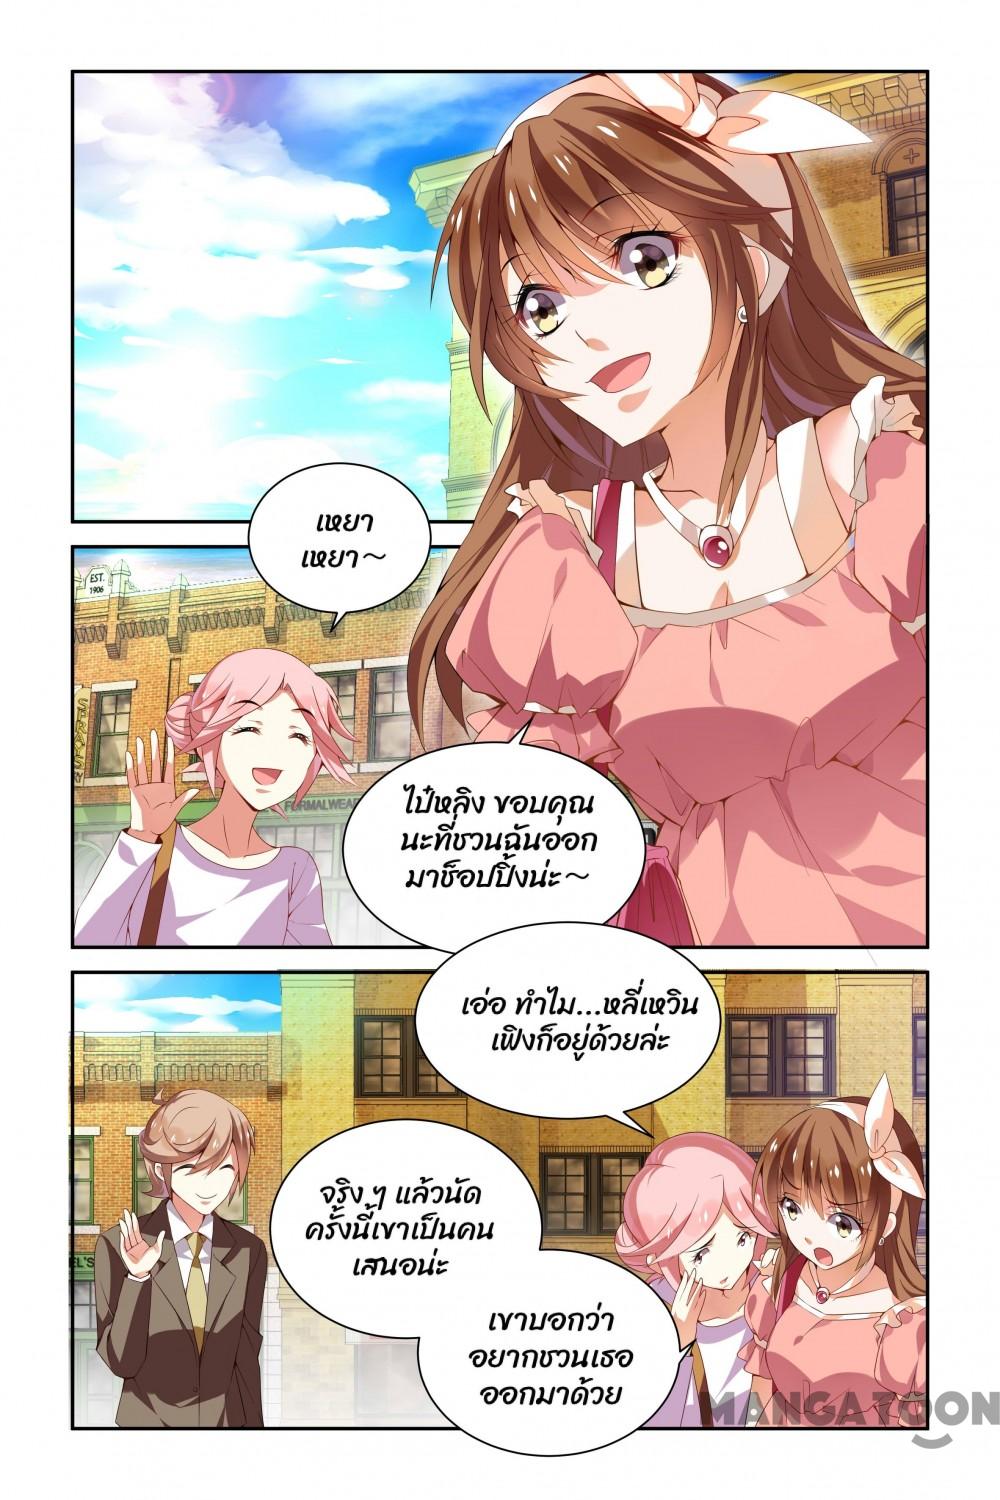 เหยา
เหยา~
EST.
1906
FORMALWEAR
ไป๋หลิง ขอบคุณ
นะที่ชวนฉันออก
มาช็อปปิ้งน่ะ~
เอ่อ ทำไม...หลี่เหวิน
เฟิงก็อยู่ด้วยล่ะ
จริง ๆ แล้วนัด
ครั้งนี้เขาเป็นคน
เสนอน่ะ
EL'S
เขาบอกว่า
อยากชวนเธอ
ออกมาด้วย
MANGATOON